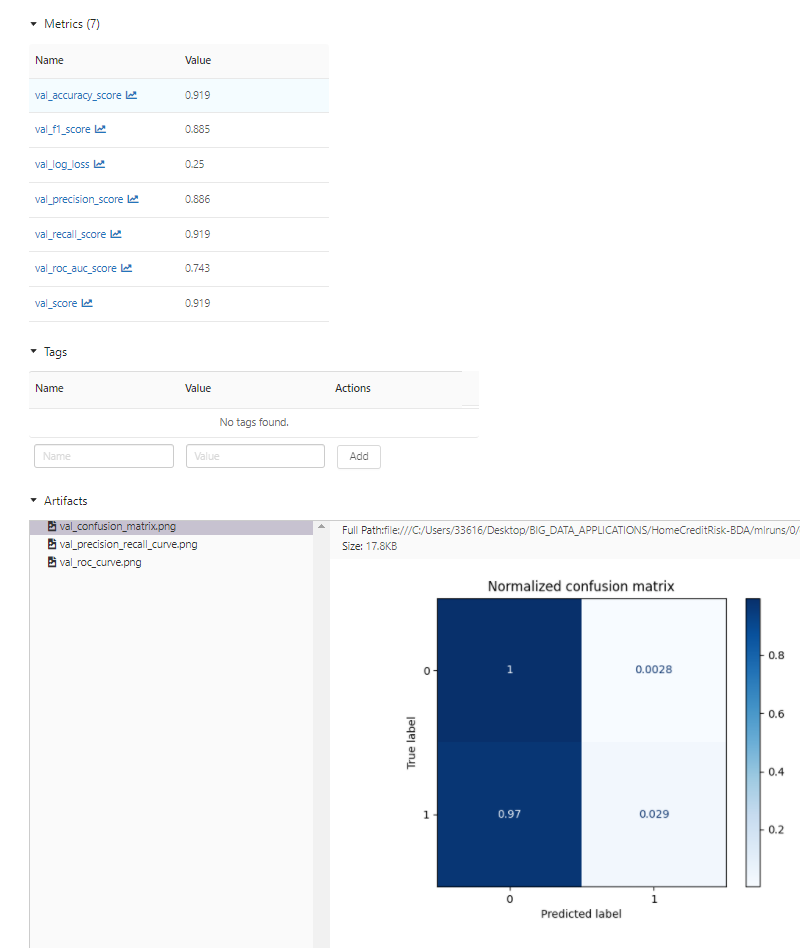 Metrics (7)
Name Value
val_accuracy_score 0.919
val_f1_score 0.885
val_log_loss 0.25
val_precision_score 0.886
val_recall_score 0.919
val_roc_auc_score 0.743
val_score 0.919
Tags
Name Value Actions
No tags found.
Name Value Add
Artifacts
val_confusion_matrix.png
val_precision_recall_curve.png
val_roc_curve.png
Full Path:file:///C:/Users/33616/Desktop/BIG_DATA_APPLICATIONS/HomeCreditRisk-BDA/mlruns/0/
Size: 17.8KB
Normalized confusion matrix
True label
0
1
1 0.0028
0.97 0.029
0 1
Predicted label
0.8
0.6
0.4
0.2